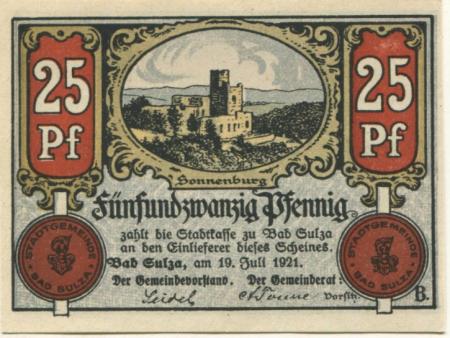 25 Pf
25 Pf
Sonnenburg
Fünfundzwanzig Pfennig
zahlt die Stadtkasse zu Bad Sulza
an den Einlieferer dieses Scheines.
Bad Sulza, am 19. Juli 1921.
Der Gemeindevorstand. Der Gemeinderat:
Seidel Vorsitz.
STADTGEMEINDE BAD SULZA
STADTGEMEINDE BAD SULZA
B.